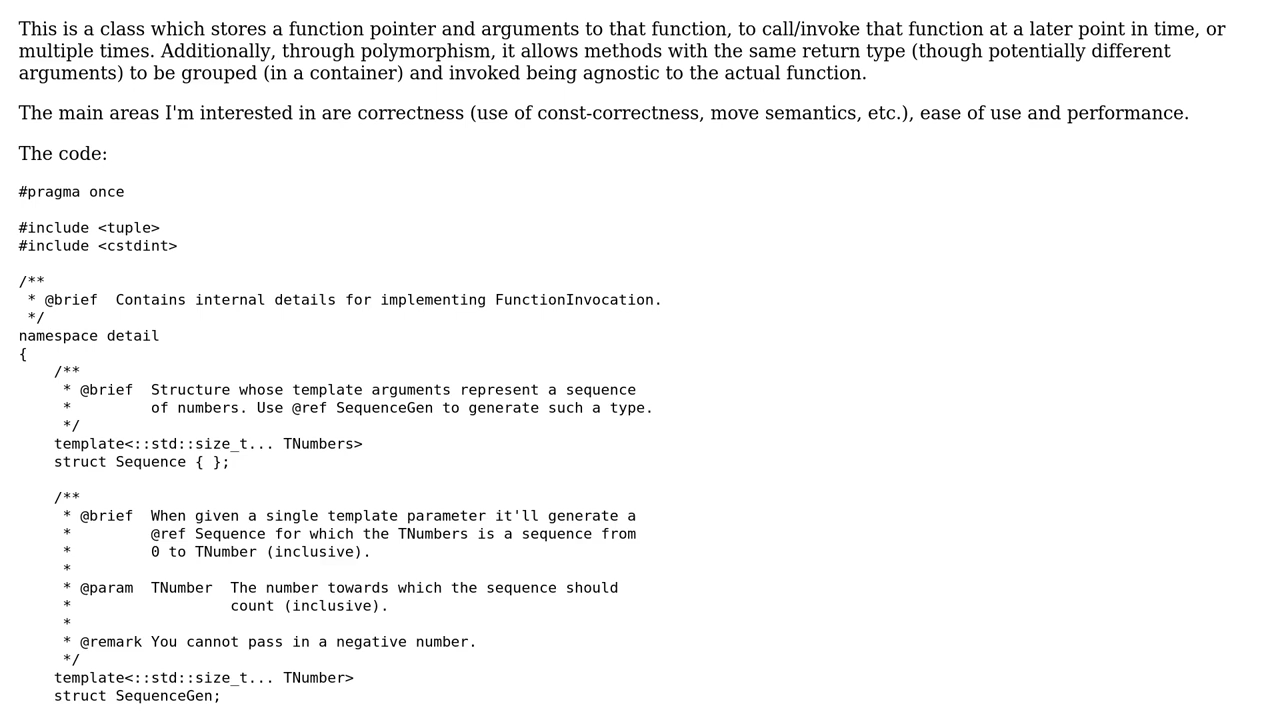 This is a class which stores a function pointer and arguments to that function, to call/invoke that function at a later point in time, or
multiple times. Additionally, through polymorphism, it allows methods with the same return type (though potentially different
arguments) to be grouped (in a container) and invoked being agnostic to the actual function.
The main areas I'm interested in are correctness (use of const-correctness, move semantics, etc.), ease of use and performance.
The code:
#pragma once
#include <tuple>
#include <cstdint>
/**
 * @brief  Contains internal details for implementing FunctionInvocation.
 */
namespace detail
{
    /**
     * @brief  Structure whose template arguments represent a sequence
     *         of numbers. Use @ref SequenceGen to generate such a type.
     */
    template<::std::size_t... TNumbers>
    struct Sequence { };
    /**
     * @brief  When given a single template parameter it'll generate a
     *         @ref Sequence for which the TNumbers is a sequence from
     *         0 to TNumber (inclusive).
     *
     * @param  TNumber  The number towards which the sequence should
     *                  count (inclusive).
     *
     * @remark You cannot pass in a negative number.
     */
    template<::std::size_t... TNumber>
    struct SequenceGen;